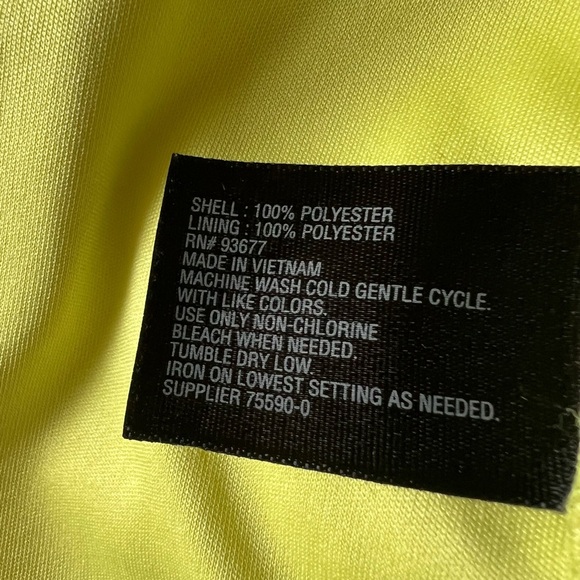 SHELL : 100% POLYESTER
LINING : 100% POLYESTER
RN# 93677
MADE IN VIETNAM
MACHINE WASH COLD GENTLE CYCLE.
WITH LIKE COLORS.
USE ONLY NON-CHLORINE
BLEACH WHEN NEEDED.
TUMBLE DRY LOW.
IRON ON LOWEST SETTING AS NEEDED.
SUPPLIER 75590-0